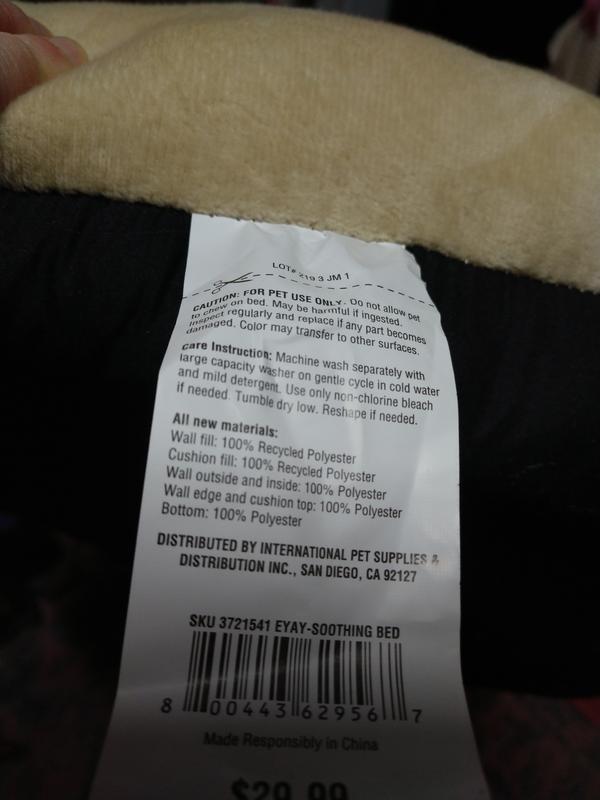 LOT# 219 3 JM 1
CAUTION: FOR PET USE ONLY. Do not allow pet
to chew on bed. May be harmful if ingested.
Inspect regularly and replace if any part becomes
damaged. Color may transfer to other surfaces.
care Instruction: Machine wash separately with
large capacity washer on gentle cycle in cold water
and mild detergent. Use only non-chlorine bleach
if needed. Tumble dry low. Reshape if needed.
All new materials:
Wall fill: 100% Recycled Polyester
Cushion fill: 100% Recycled Polyester
Wall outside and inside: 100% Polyester
Wall edge and cushion top: 100% Polyester
Bottom: 100% Polyester
DISTRIBUTED BY INTERNATIONAL PET SUPPLIES &
DISTRIBUTION INC., SAN DIEGO, CA 92127
SKU 3721541 EYAY-SOOTHING BED
8 00443 62956 7
Made Responsibly in China
$29.99